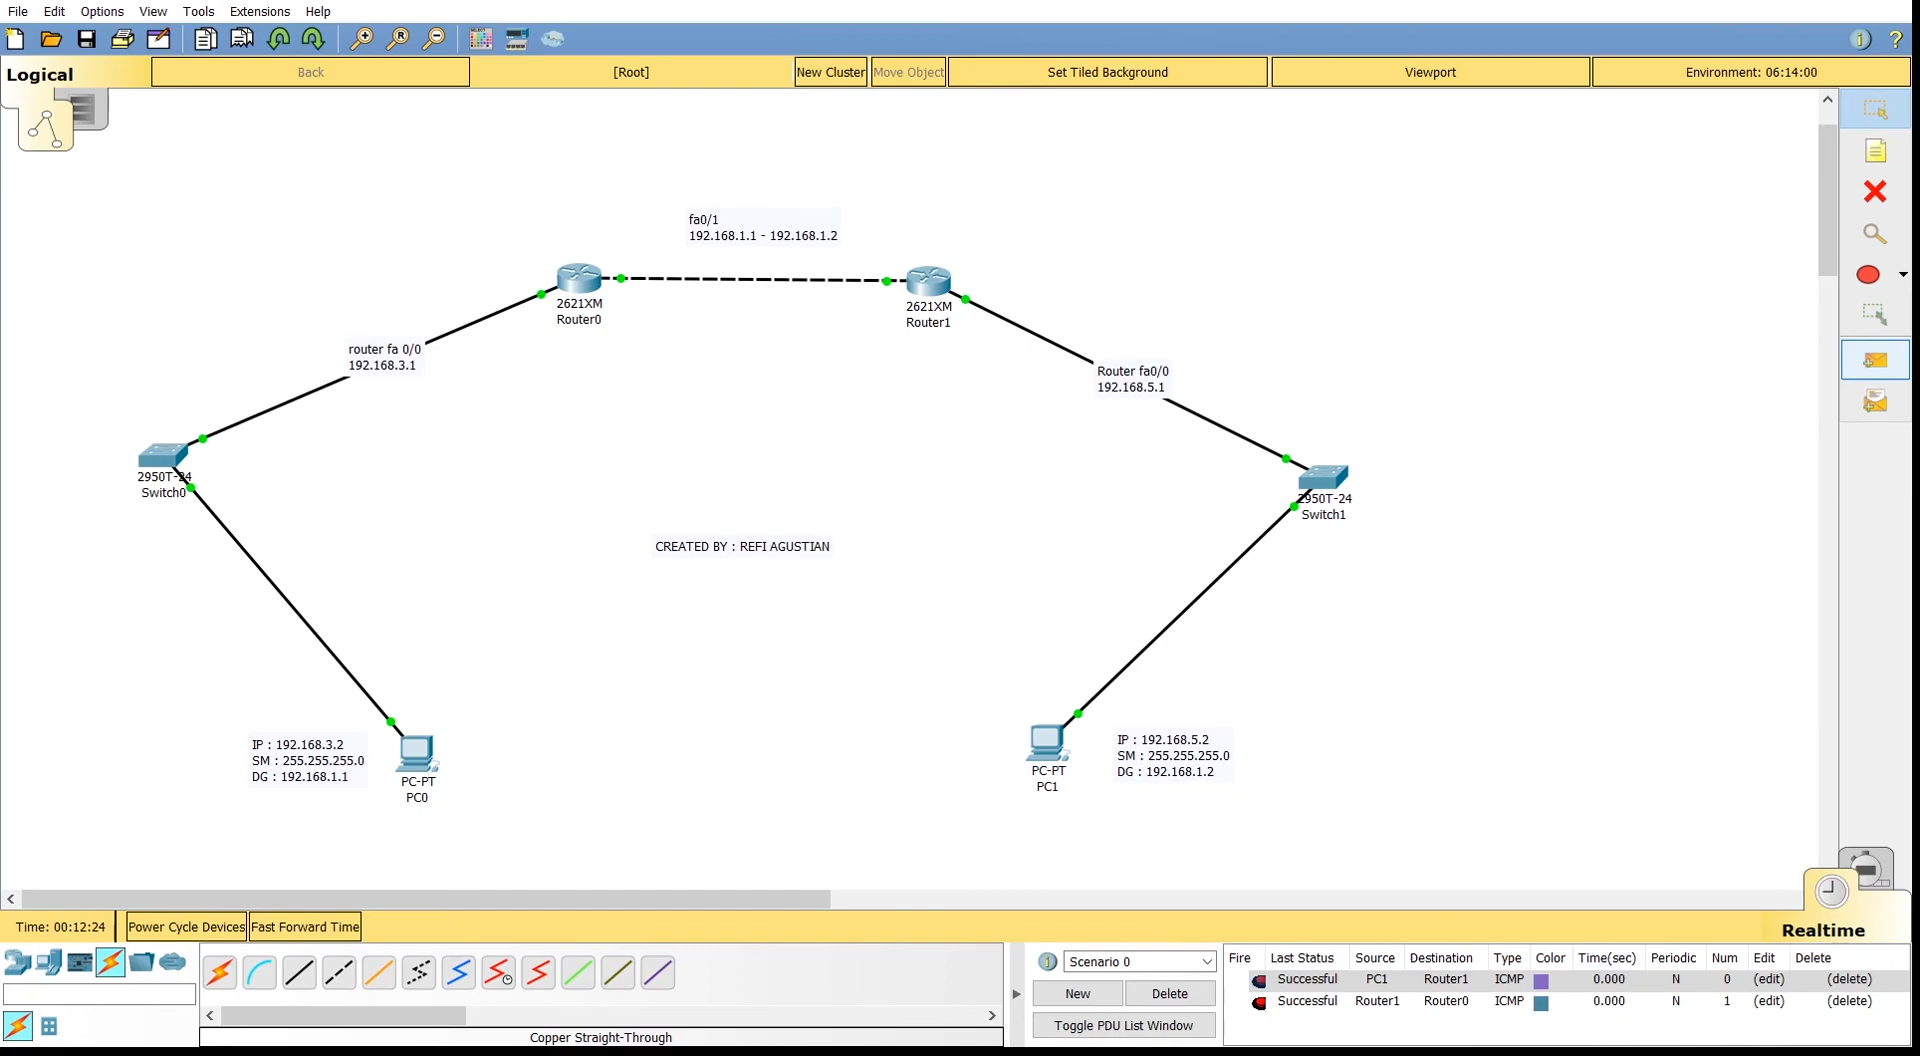 File Edit Options View Tools Extensions Help
Logical
Back
[Root]
New Cluster
Move Object
Set Tiled Background
Viewport
Environment: 06:14:00
fa0/1
192.168.1.1 - 192.168.1.2
2621XM
Router0
2621XM
Router1
router fa 0/0
192.168.3.1
Router fa0/0
192.168.5.1
2950T-24
Switch0
2950T-24
Switch1
CREATED BY : REFI AGUSTIAN
IP : 192.168.3.2
SM : 255.255.255.0
DG : 192.168.1.1
PC-PT
PC0
PC-PT
PC1
IP : 192.168.5.2
SM : 255.255.255.0
DG : 192.168.1.2
Time: 00:12:24
Power Cycle Devices
Fast Forward Time
Realtime
Scenario 0
New
Delete
Toggle PDU List Window
Fire Last Status Source Destination Type Color Time(sec) Periodic Num Edit Delete
Successful PC1 Router1 ICMP 0.000 N 0 (edit) (delete)
Successful Router1 Router0 ICMP 0.000 N 1 (edit) (delete)
Copper Straight-Through